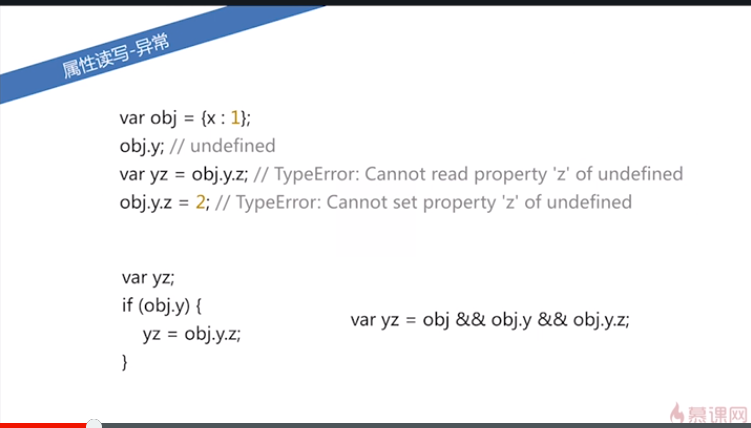 属性读写-异常
var obj = {x : 1};
obj.y; // undefined
var yz = obj.y.z; // TypeError: Cannot read property 'z' of undefined
obj.y.z = 2; // TypeError: Cannot set property 'z' of undefined
var yz;
if (obj.y) {
yz = obj.y.z;
}
var yz = obj && obj.y && obj.y.z;
慕课网